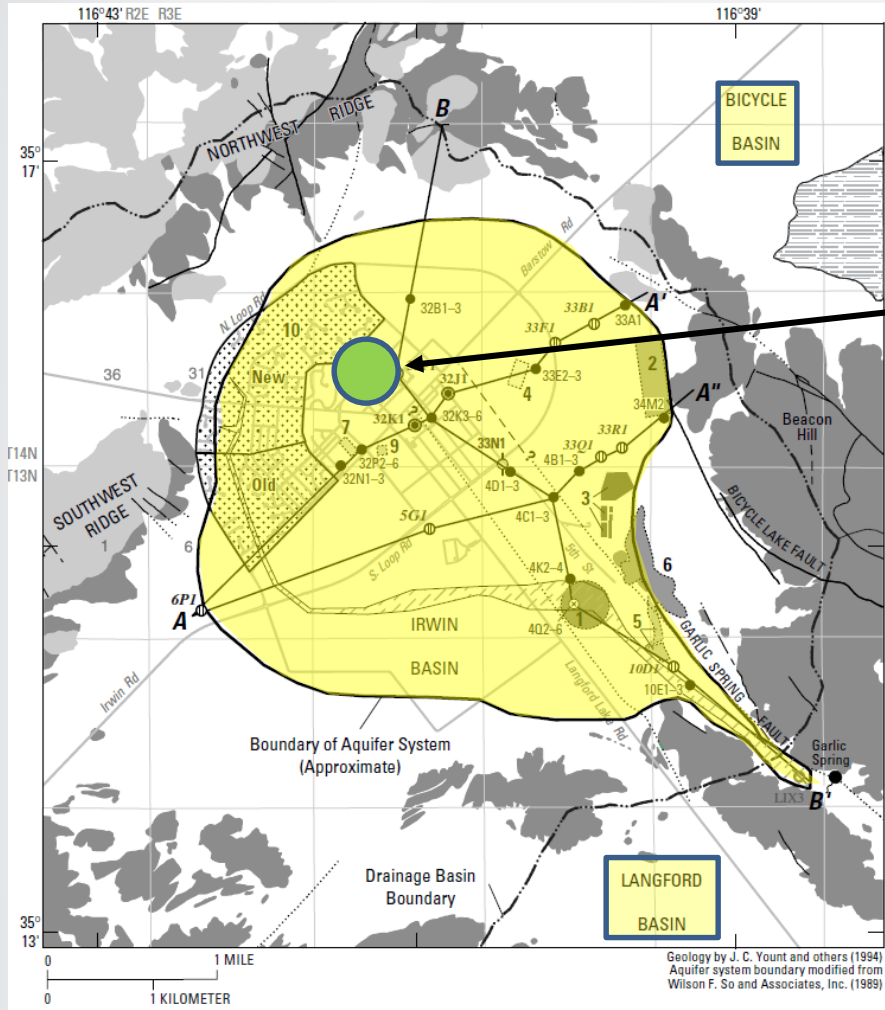 116°43' R2E R3E
116°39'
BICYCLE
BASIN
B
NORTHWEST RIDGE
35°
17'
Barstow Rd
N. Loop Rd
A'
32B1–3
33B1
33A1
33F1
10
New
36
31
2
32J1
33E2–3
4
A"
34M2
Beacon
Hill
32K1
?
32K3–6
33R1
7
9
33N1
?
33Q1
T14N
T13N
32P2–6
4B1–3
Old
32N1–3
4D1–3
SOUTHWEST
RIDGE
3
BICYCLE LAKE FAULT
4C1–3
1
6
5G1
?
5th St
S. Loop Rd
4K2–4
6
6P1
A
IRWIN
4Q2–6
1
5
GARLIC SPRING FAULT
BASIN
10D1
10E1–3
Irwin Rd
Langford Lake Rd
Boundary of Aquifer System
(Approximate)
Garlic
Spring
LIX3
B'
Drainage Basin
Boundary
LANGFORD
BASIN
35°
13'
0 1 MILE
0 1 KILOMETER
Geology by J. C. Yount and others (1994)
Aquifer system boundary modified from
Wilson F. So and Associates, Inc. (1989)